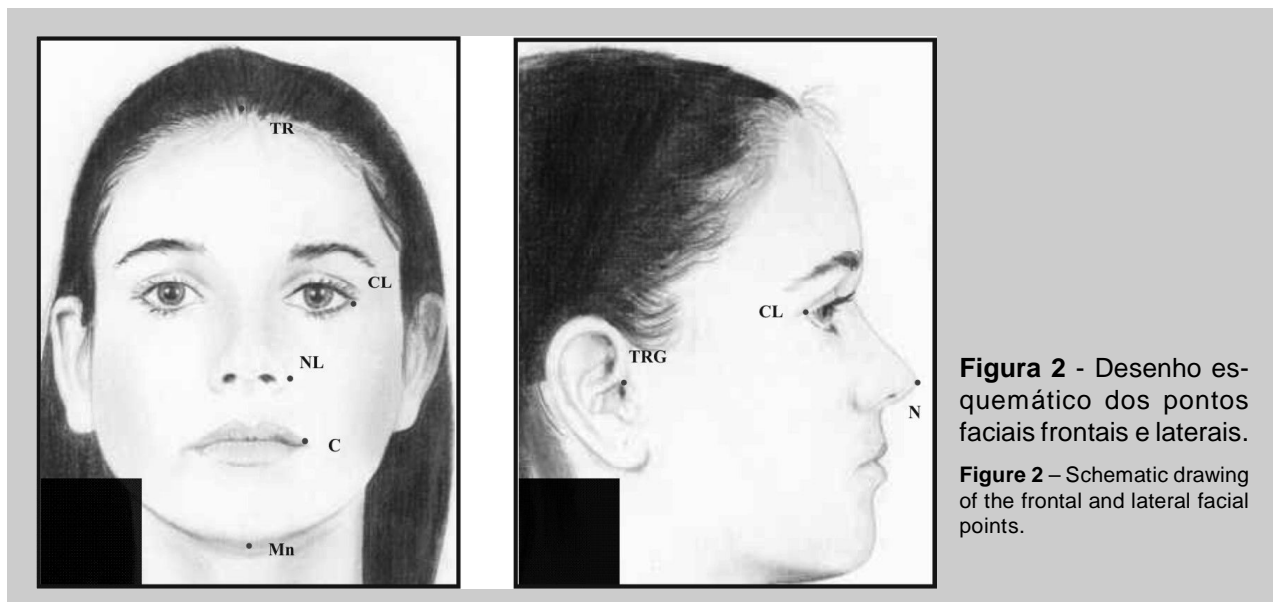 TR
CL
NL
C
Mn
CL
TRG
N
Figura 2 - Desenho es-
quemático dos pontos
faciais frontais e laterais.
Figure 2 – Schematic drawing
of the frontal and lateral facial
points.